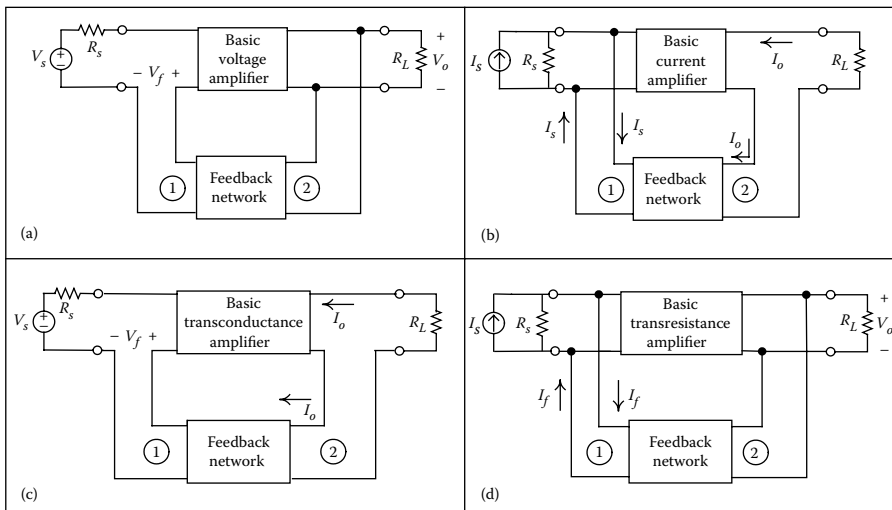 V_s
R_s
− V_f +
Basic
voltage
amplifier
R_L
+
V_o
−
1
Feedback
network
2
(a)
I_s
R_s
Basic
current
amplifier
I_o
R_L
I_s
I_s
I_o
1
Feedback
network
2
(b)
V_s
R_s
− V_f +
Basic
transconductance
amplifier
I_o
R_L
I_o
1
Feedback
network
2
(c)
I_s
R_s
Basic
transresistance
amplifier
R_L
+
V_o
−
I_f
I_f
1
Feedback
network
2
(d)